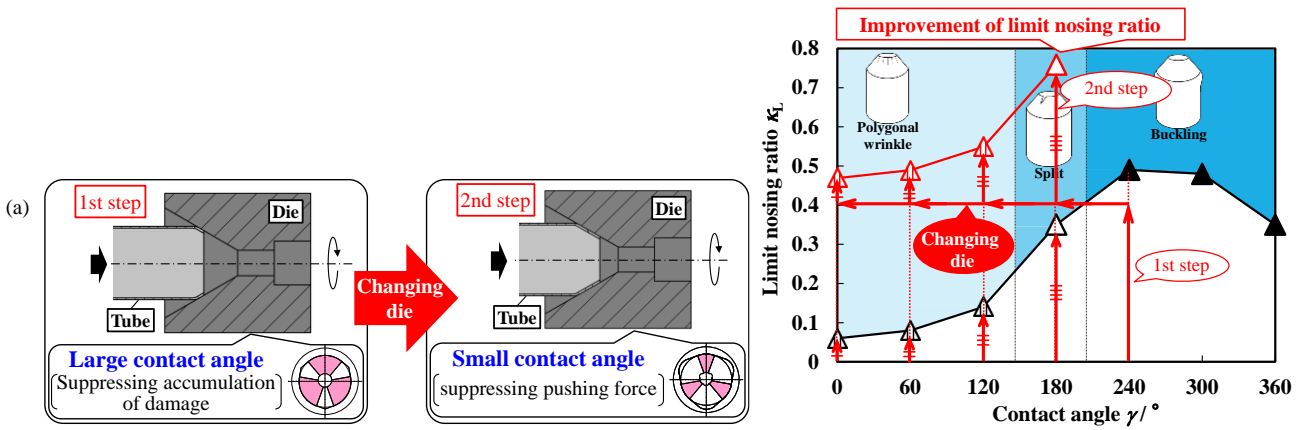 (a)
1st step
Die
Tube
Large contact angle
Suppressing accumulation
of damage
Changing
die
2nd step
Die
Tube
Small contact angle
suppressing pushing force
Improvement of limit nosing ratio
Limit nosing ratio κL
0.8
0.7
0.6
0.5
0.4
0.3
0.2
0.1
0
Polygonal
wrinkle
Split
Buckling
2nd step
Changing
die
1st step
0 60 120 180 240 300 360
Contact angle γ / °